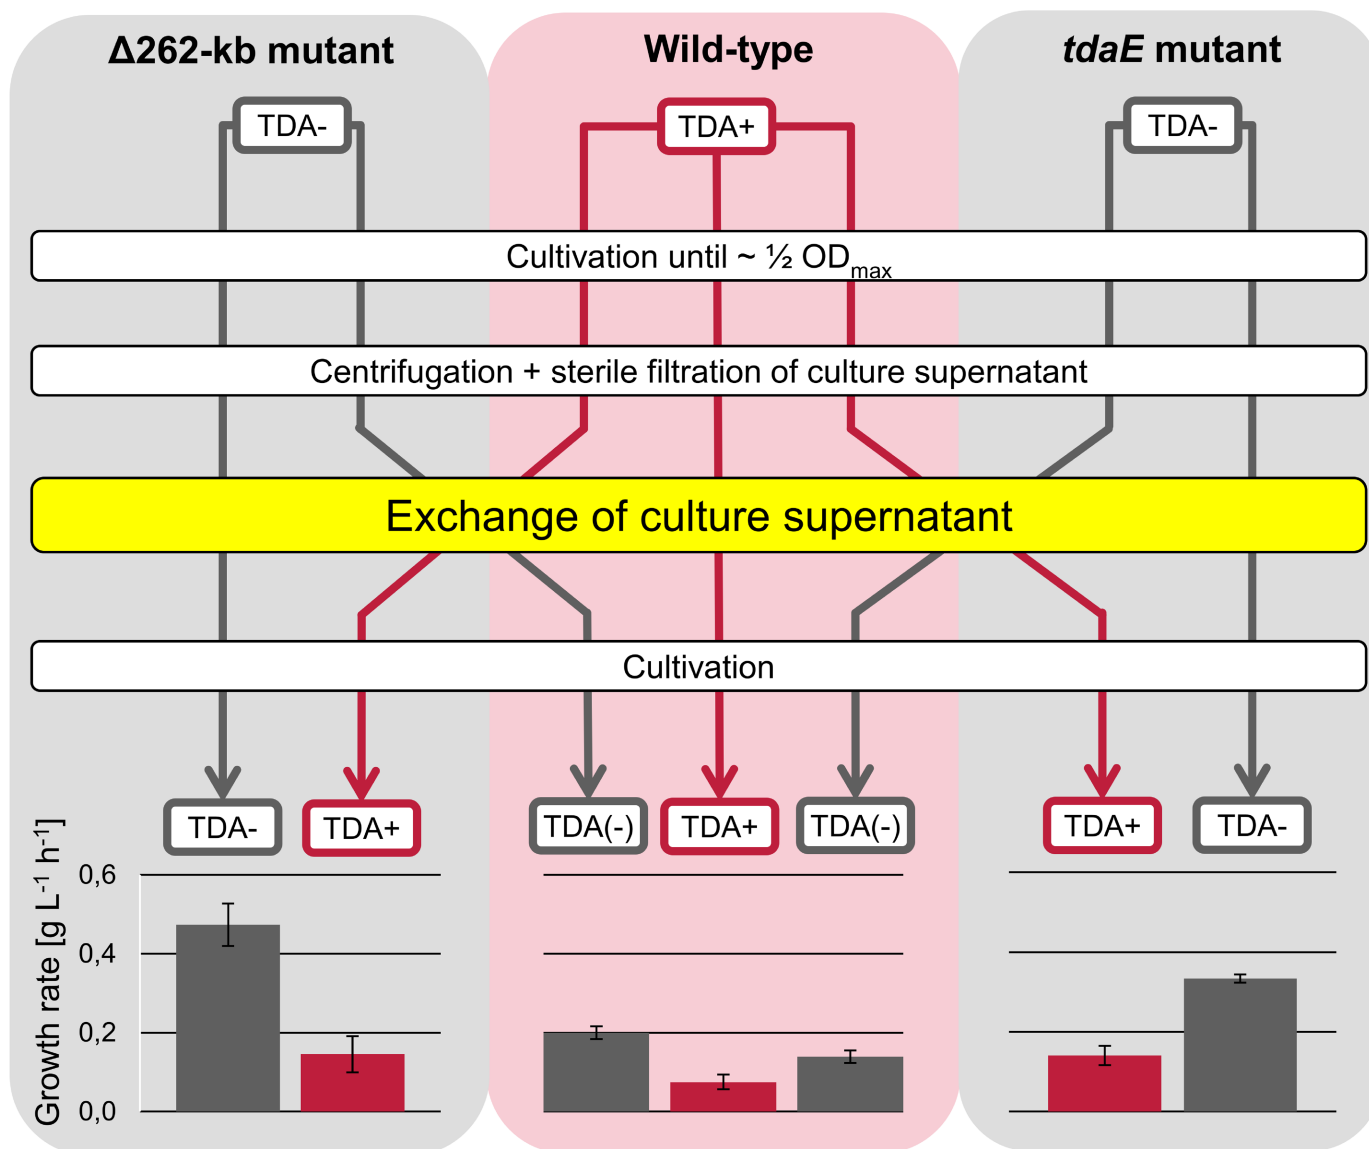 Δ262-kb mutant
Wild-type
tdaE mutant
TDA-
TDA+
TDA-
Cultivation until ~ ½ ODmax
Centrifugation + sterile filtration of culture supernatant
Exchange of culture supernatant
Cultivation
TDA-
TDA+
TDA(-)
TDA+
TDA(-)
TDA+
TDA-
Growth rate [g L-1 h-1]
0,6
0,4
0,2
0,0